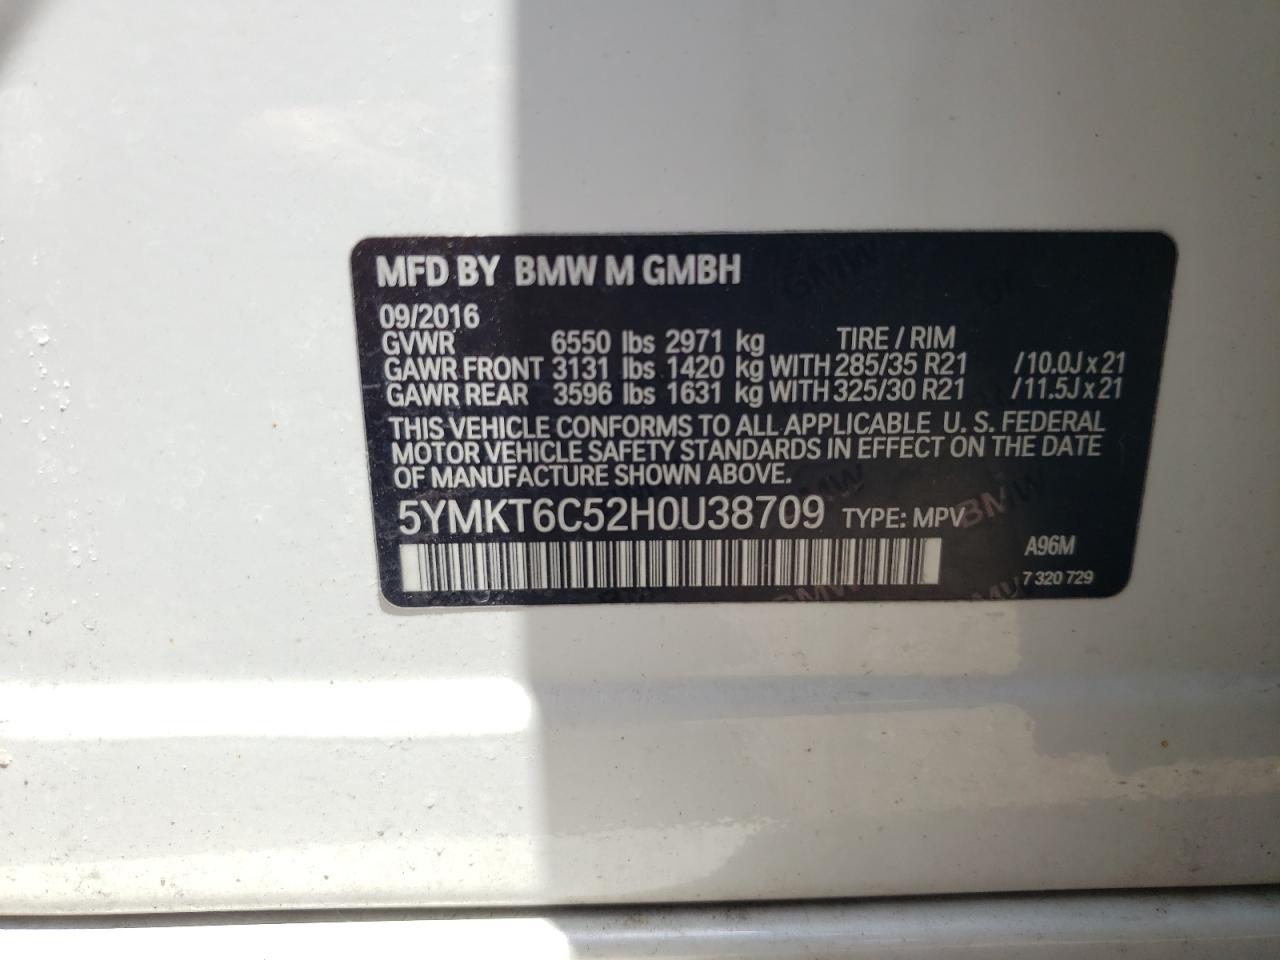 MFD BY BMW M GMBH
09/2016
GVWR 6550 lbs 2971 kg TIRE / RIM
GAWR FRONT 3131 lbs 1420 kg WITH 285/35 R21 /10.0J x 21
GAWR REAR 3596 lbs 1631 kg WITH 325/30 R21 /11.5J x 21
THIS VEHICLE CONFORMS TO ALL APPLICABLE U. S. FEDERAL
MOTOR VEHICLE SAFETY STANDARDS IN EFFECT ON THE DATE
OF MANUFACTURE SHOWN ABOVE.
5YMKT6C52H0U38709 TYPE: MPV
A96M
7 320 729